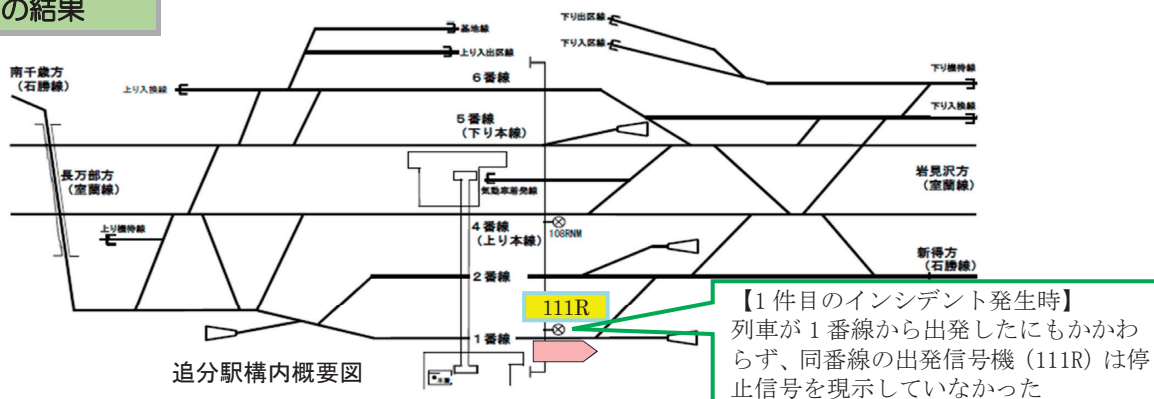 の結果
下り出区線
基地線
下り入区線
上り入出区線
南千歳方
(石勝線)
6番線
下り機待線
上り入換線
下り入換線
5番線
(下り本線)
長万部方
(室蘭線)
岩見沢方
(室蘭線)
気動車着発線
4番線
(上り本線)
108RNM
上り機待線
新得方
(石勝線)
2番線
111R
1番線
【1件目のインシデント発生時】
列車が1番線から出発したにもかかわ
らず、同番線の出発信号機(111R)は停
止信号を現示していなかった
追分駅構内概要図